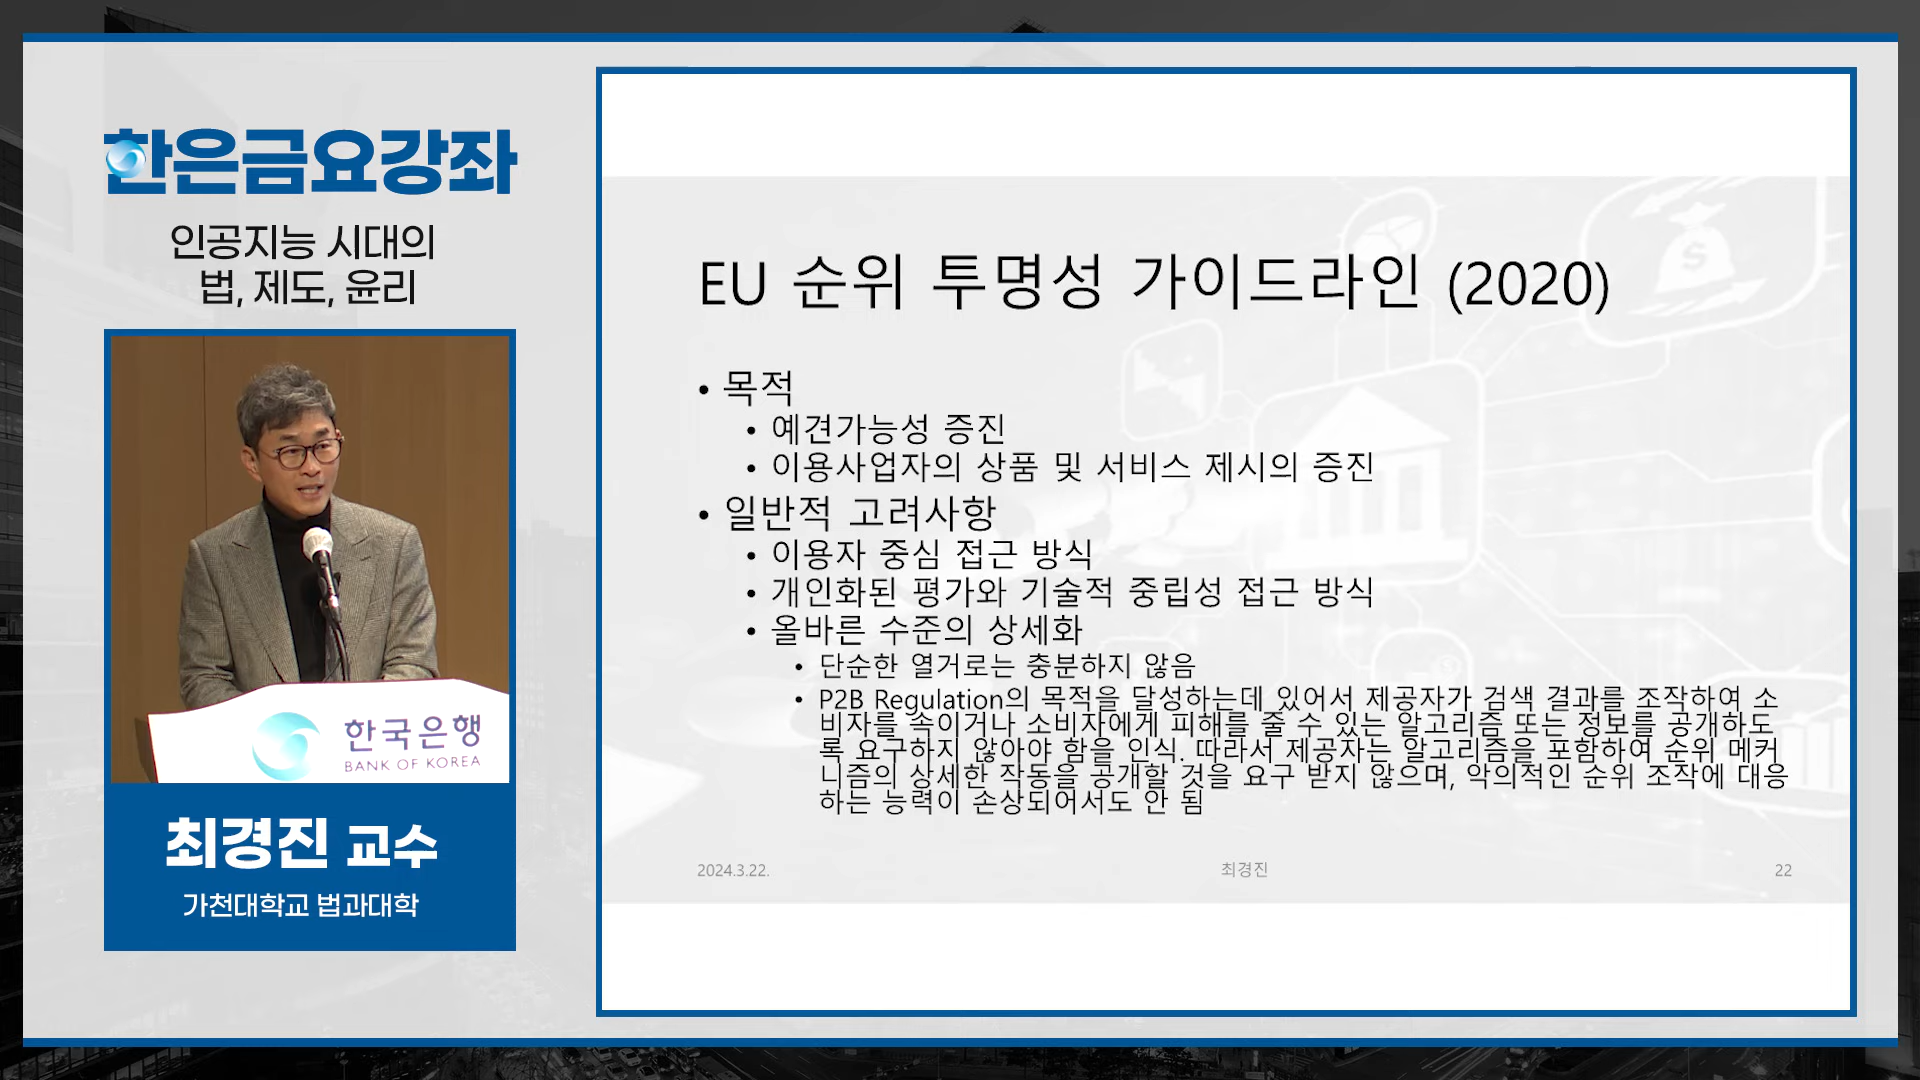 한은금요강좌
인공지능 시대의
법, 제도, 윤리
한국은행
BANK OF KOREA
최경진 교수
가천대학교 법과대학
EU 순위 투명성 가이드라인 (2020)
• 목적
• 예견가능성 증진
• 이용사업자의 상품 및 서비스 제시의 증진
• 일반적 고려사항
• 이용자 중심 접근 방식
• 개인화된 평가와 기술적 중립성 접근 방식
• 올바른 수준의 상세화
• 단순한 열거로는 충분하지 않음
• P2B Regulation의 목적을 달성하는데 있어서 제공자가 검색 결과를 조작하여 소
비자를 속이거나 소비자에게 피해를 줄 수 있는 알고리즘 또는 정보를 공개하도
록 요구하지 않아야 함을 인식. 따라서 제공자는 알고리즘을 포함하여 순위 메커
니즘의 상세한 작동을 공개할 것을 요구 받지 않으며, 악의적인 순위 조작에 대응
하는 능력이 손상되어서도 안 됨
2024.3.22.
최경진
22